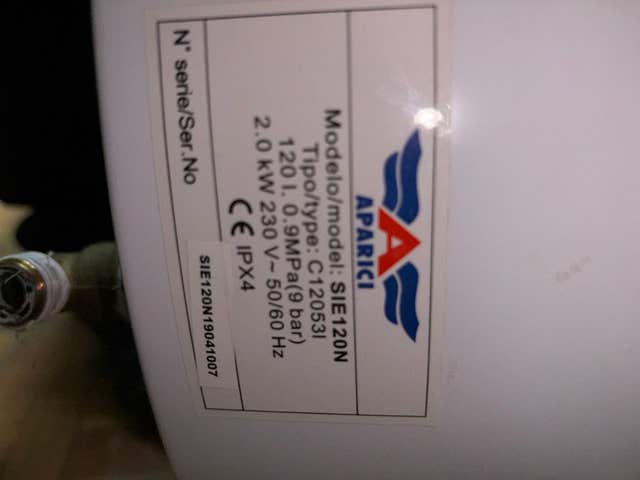 APARICI
Modelo/model: SIE120N
Tipo/type: C12053I
120 l. 0.9MPa(9 bar)
2.0 kW 230 V~ 50/60 Hz
CE IPX4
N° serie/Ser.No SIE120N19041007